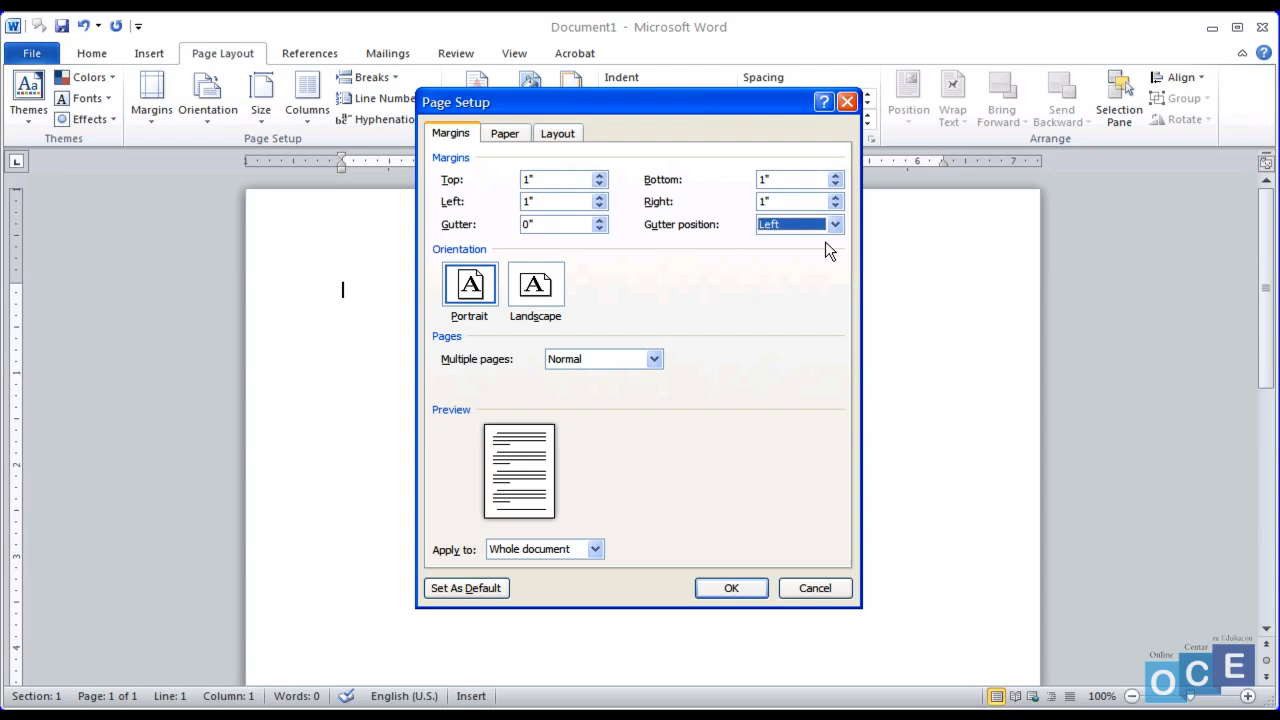 Document1 - Microsoft Word
File Home Insert Page Layout References Mailings Review View Acrobat
Themes
Colors
Fonts
Effects
Themes
Margins Orientation Size Columns
Breaks
Line Numbe
Hyphenatio
Page Setup
Indent
Spacing
Position Wrap Text Bring Forward Send Backward Selection Pane
Align
Group
Rotate
Arrange
Page Setup
Margins Paper Layout
Margins
Top: 1" Bottom: 1"
Left: 1" Right: 1"
Gutter: 0" Gutter position: Left
Orientation
Portrait Landscape
Pages
Multiple pages: Normal
Preview
Apply to: Whole document
Set As Default OK Cancel
Section: 1 Page: 1 of 1 Line: 1 Column: 1 Words: 0 English (U.S.) Insert 100%
Online Centar za Edukaciju
OCE